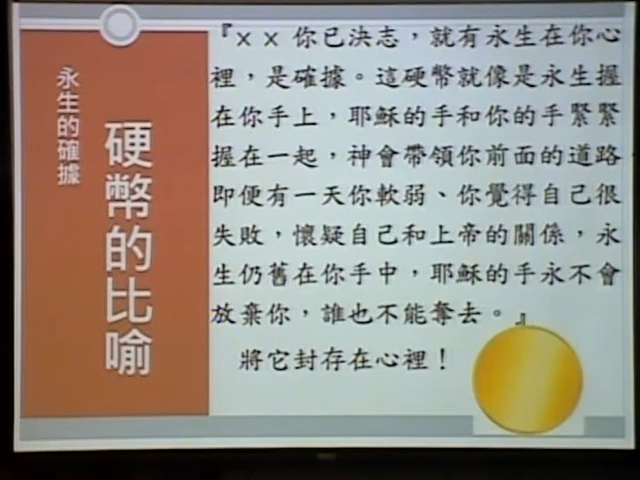 永生的確據
硬幣的比喻
『×× 你已決志，就有永生在你心
裡，是確據。這硬幣就像是永生握
在你手上，耶穌的手和你的手緊緊
握在一起，神會帶領你前面的道路
即便有一天你軟弱、你覺得自己很
失敗，懷疑自己和上帝的關係，永
生仍舊在你手中，耶穌的手永不會
放棄你，誰也不能奪去。』
將它封存在心裡！